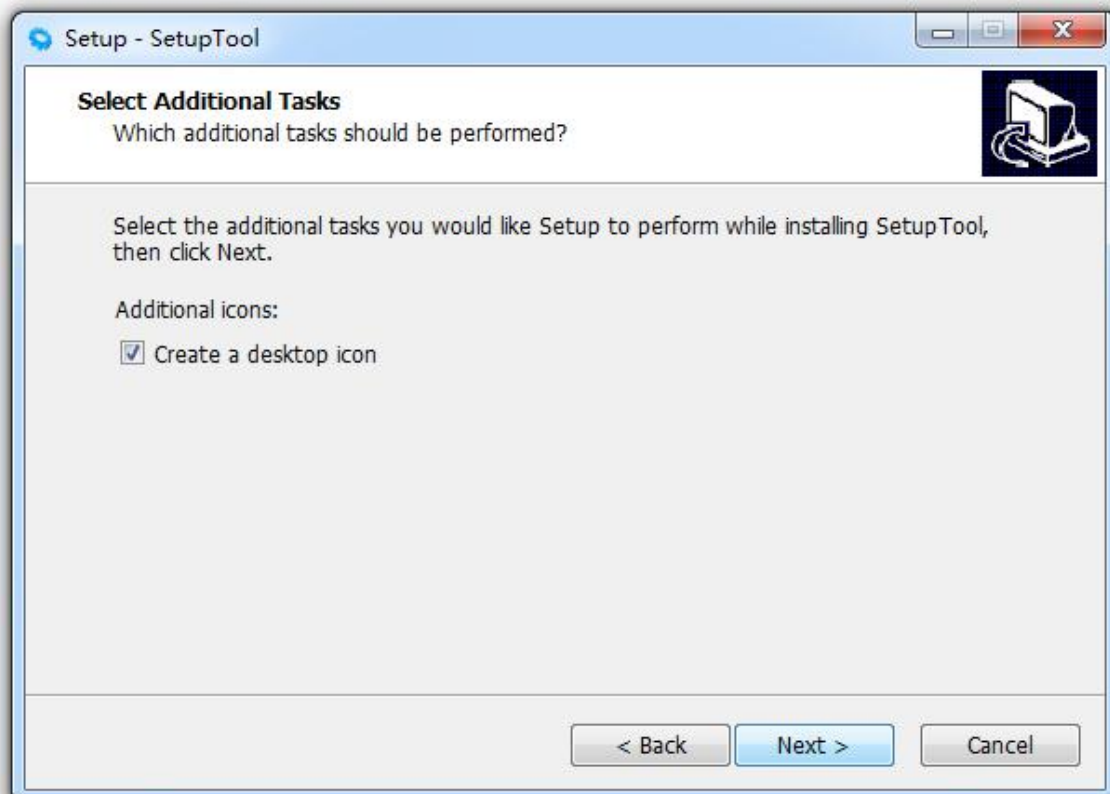 Setup - SetupTool
Select Additional Tasks
Which additional tasks should be performed?
Select the additional tasks you would like Setup to perform while installing SetupTool,
then click Next.
Additional icons:
Create a desktop icon
< Back
Next >
Cancel